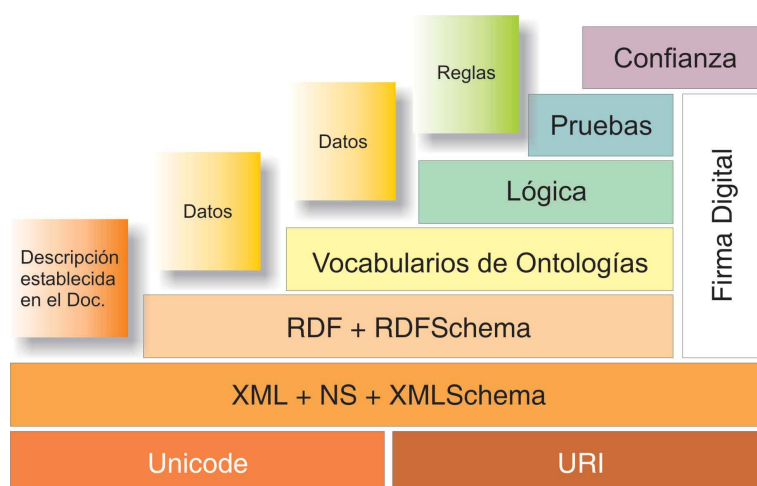 Confianza
Reglas
Pruebas
Datos
Lógica
Firma Digital
Datos
Vocabularios de Ontologías
Descripción
establecida
en el Doc.
RDF + RDFSchema
XML + NS + XMLSchema
Unicode
URI